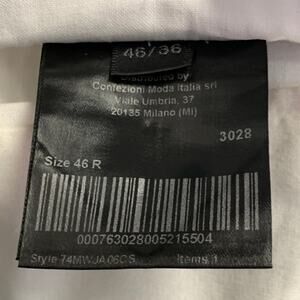 46/36
Distributed by
Confezioni Moda Italia srl
Viale Umbria, 37
20135 Milano (Mi)
3028
Size 46 R
000763028005215504
Style 74MWJA06CS Items 1